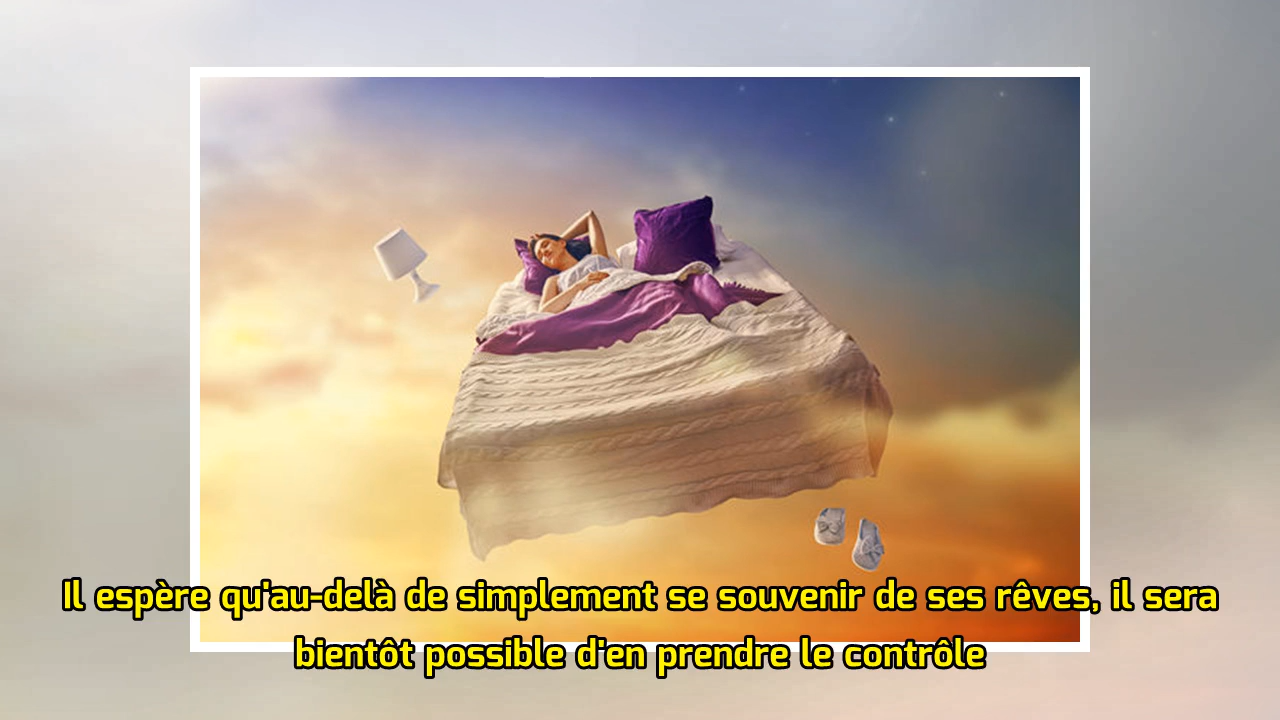 Il espère qu'au-delà de simplement se souvenir de ses rêves, il sera
bientôt possible d'en prendre le contrôle